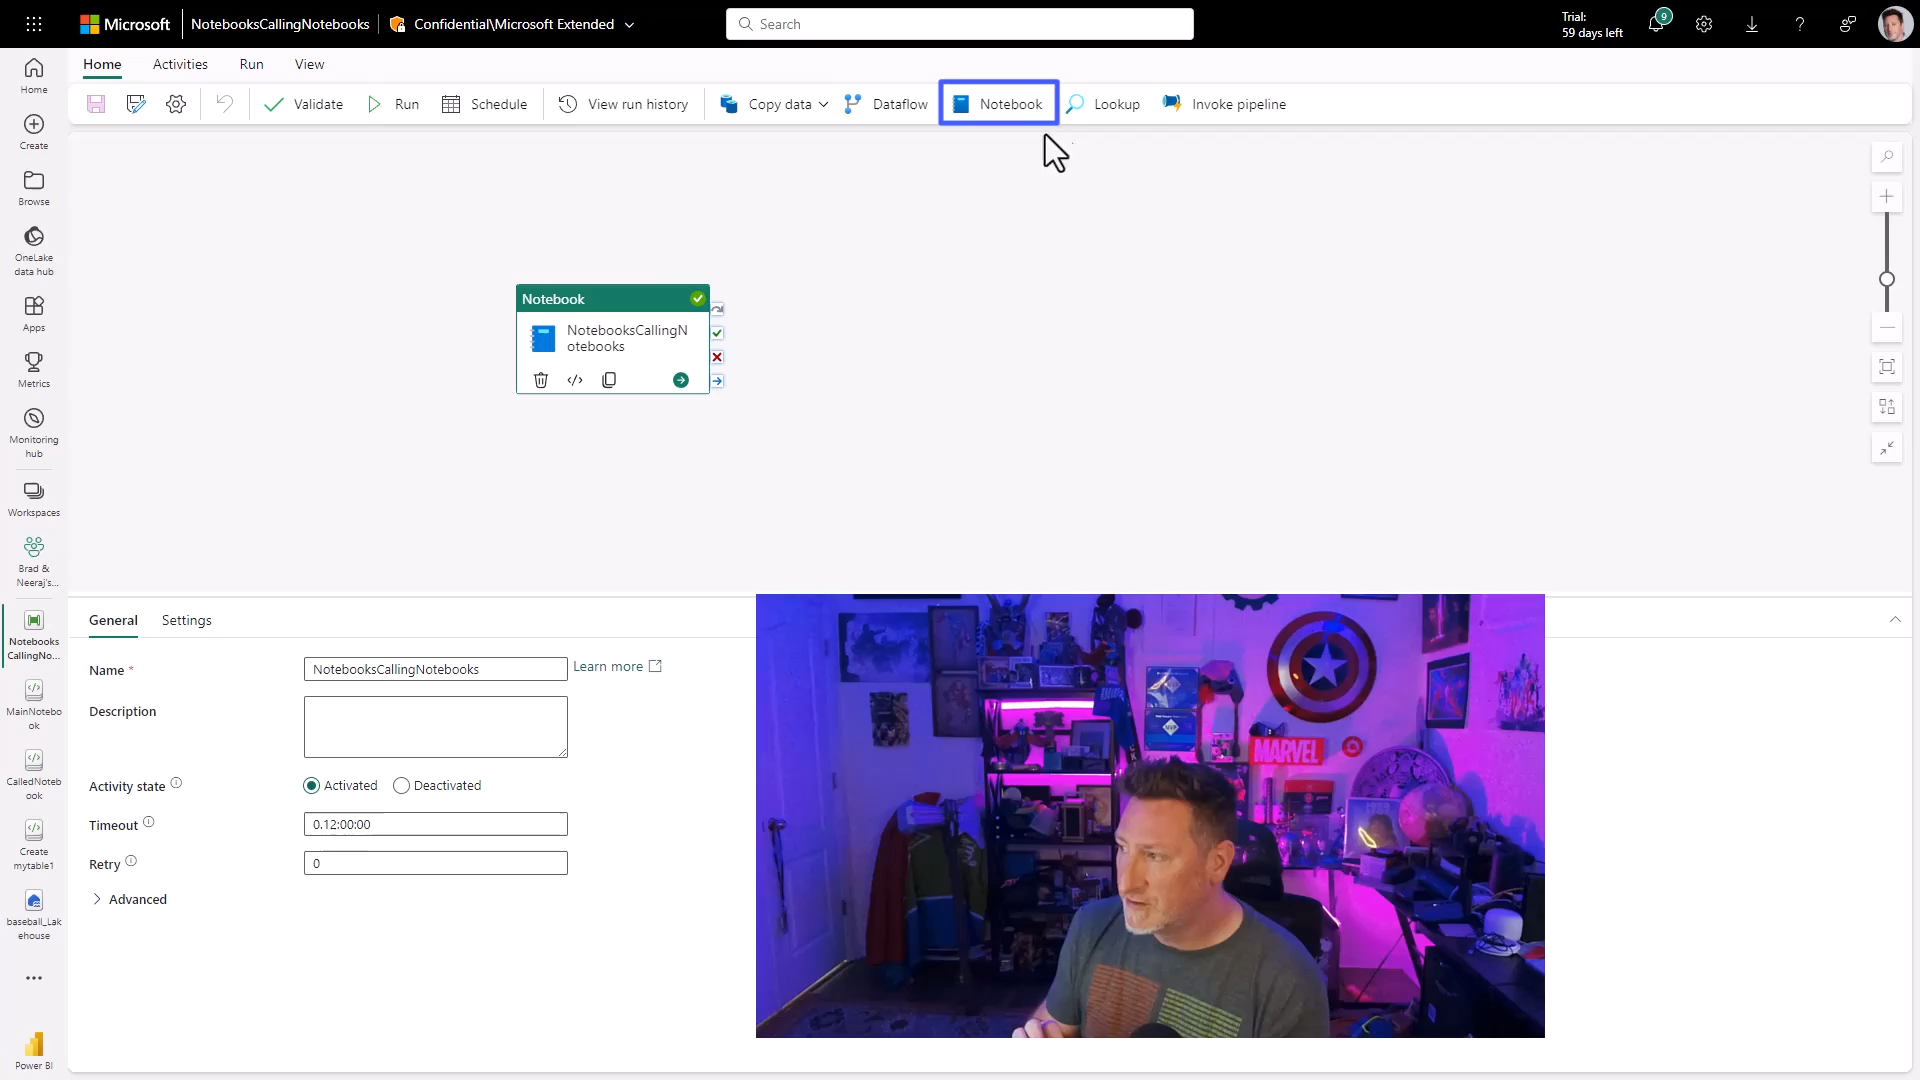 Microsoft
NotebooksCallingNotebooks
Confidential\Microsoft Extended
Search
Trial:
59 days left
9
Home
Activities
Run
View
Validate
Run
Schedule
View run history
Copy data
Dataflow
Notebook
Lookup
Invoke pipeline
Home
Create
Browse
OneLake
data hub
Apps
Metrics
Monitoring
hub
Workspaces
Brad &
Neeraj's...
Notebooks
CallingNo...
MainNotebo
ok
CalledNoteb
ook
Create
mytable1
baseball_Lak
ehouse
Power BI
Notebook
NotebooksCallingN
otebooks
General
Settings
Name *
NotebooksCallingNotebooks
Learn more
Description
Activity state
Activated
Deactivated
Timeout
0.12:00:00
Retry
0
Advanced
MARVEL